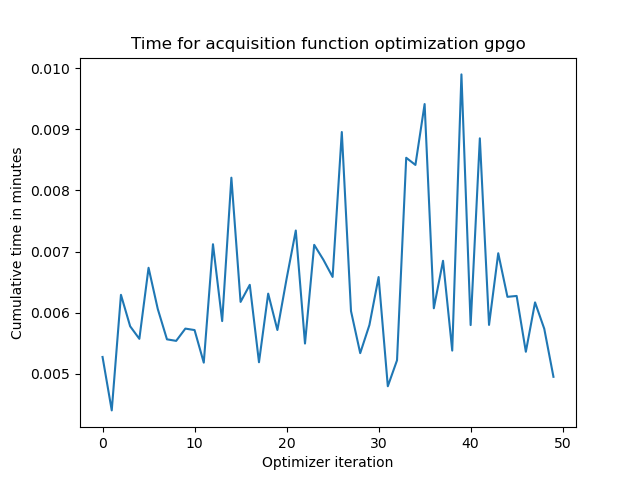 Time for acquisition function optimization gpgo
0.010
0.009
0.008
0.007
0.006
0.005
Cumulative time in minutes
0 10 20 30 40 50
Optimizer iteration